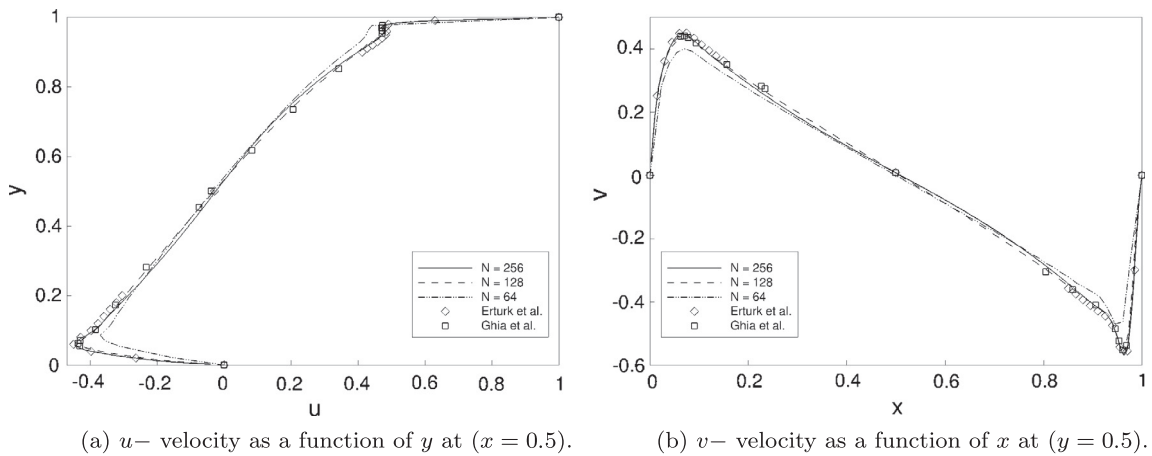 1
0.8
0.6
0.4
0.2
0
y
-0.4
-0.2
0
0.2
0.4
0.6
0.8
1
u
N = 256
N = 128
N = 64
Erturk et al.
Ghia et al.
(a) u− velocity as a function of y at (x = 0.5).
0.4
0.2
0
-0.2
-0.4
-0.6
v
0
0.2
0.4
0.6
0.8
1
x
N = 256
N = 128
N = 64
Erturk et al.
Ghia et al.
(b) v− velocity as a function of x at (y = 0.5).